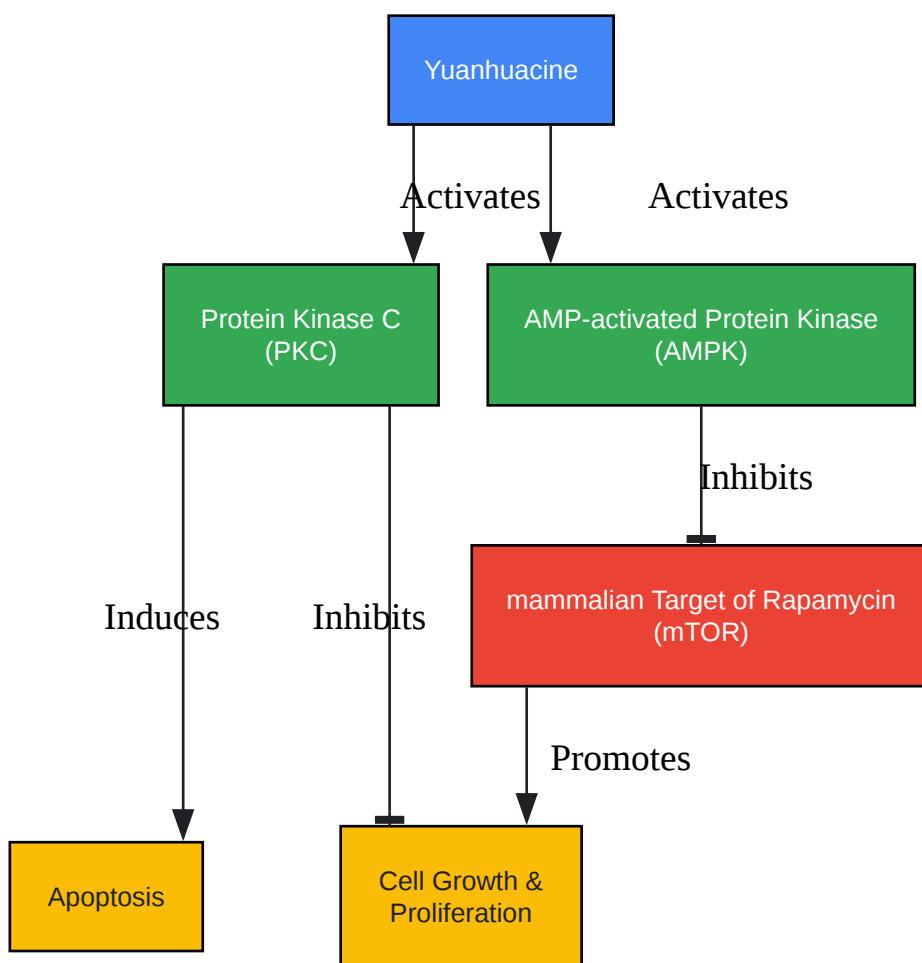 Yuanhuacine
Activates
Activates
Protein Kinase C
(PKC)
AMP-activated Protein Kinase
(AMPK)
Inhibits
mammalian Target of Rapamycin
(mTOR)
Induces
Inhibits
Promotes
Apoptosis
Cell Growth &
Proliferation